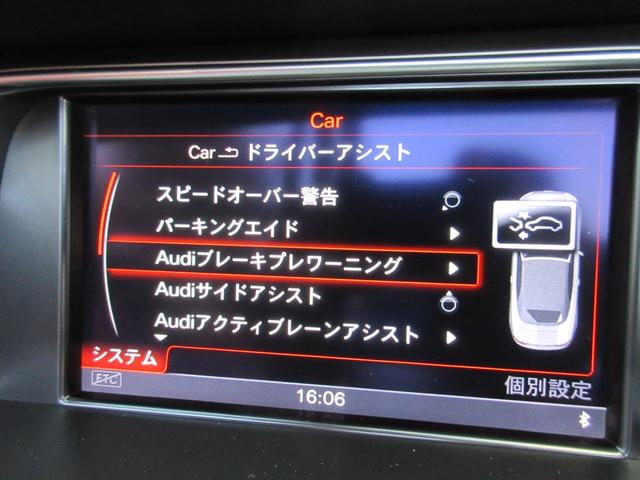 Car
Car ドライバーアシスト
スピードオーバー警告
パーキングエイド
Audiブレーキプレワーニング
Audiサイドアシスト
Audiアクティブレーンアシスト
システム
ETC
個別設定
16:06